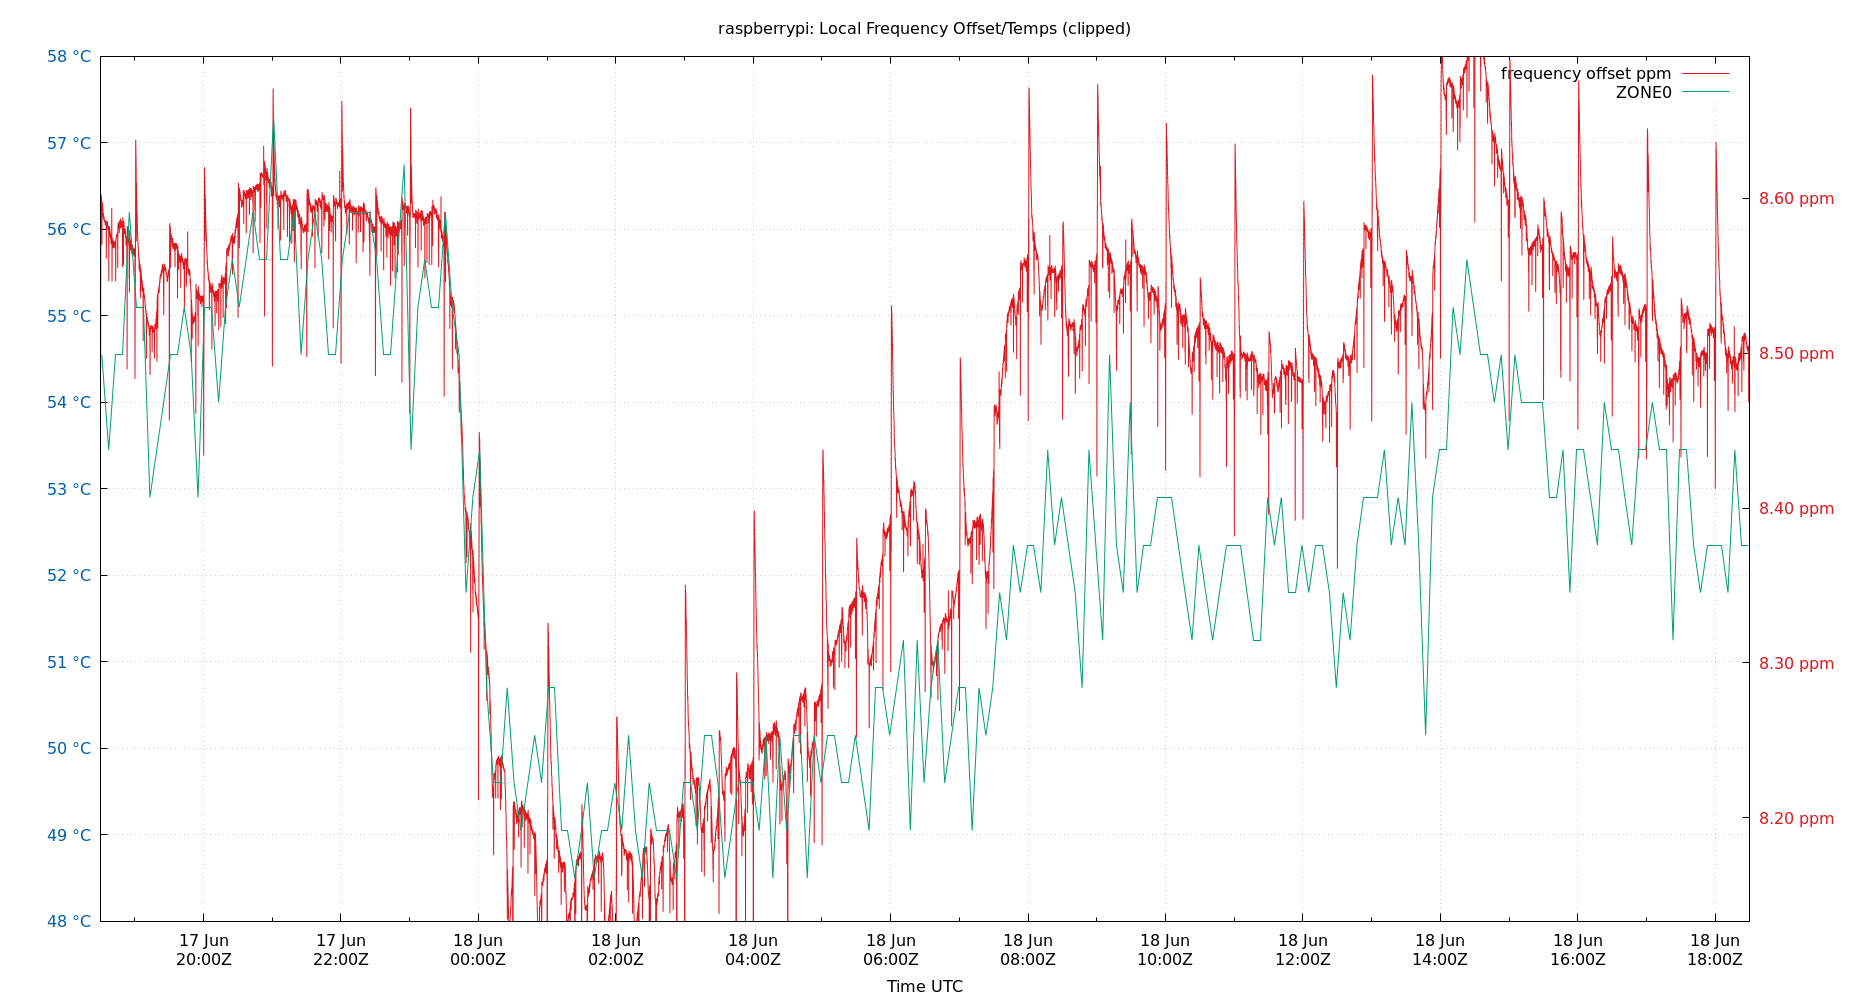 raspberrypi: Local Frequency Offset/Temps (clipped)
58 °C
57 °C
56 °C
55 °C
54 °C
53 °C
52 °C
51 °C
50 °C
49 °C
48 °C
frequency offset ppm
ZONE0
8.60 ppm
8.50 ppm
8.40 ppm
8.30 ppm
8.20 ppm
17 Jun 17 Jun 18 Jun 18 Jun 18 Jun 18 Jun 18 Jun 18 Jun 18 Jun 18 Jun 18 Jun 18 Jun
20:00Z 22:00Z 00:00Z 02:00Z 04:00Z 06:00Z 08:00Z 10:00Z 12:00Z 14:00Z 16:00Z 18:00Z
Time UTC